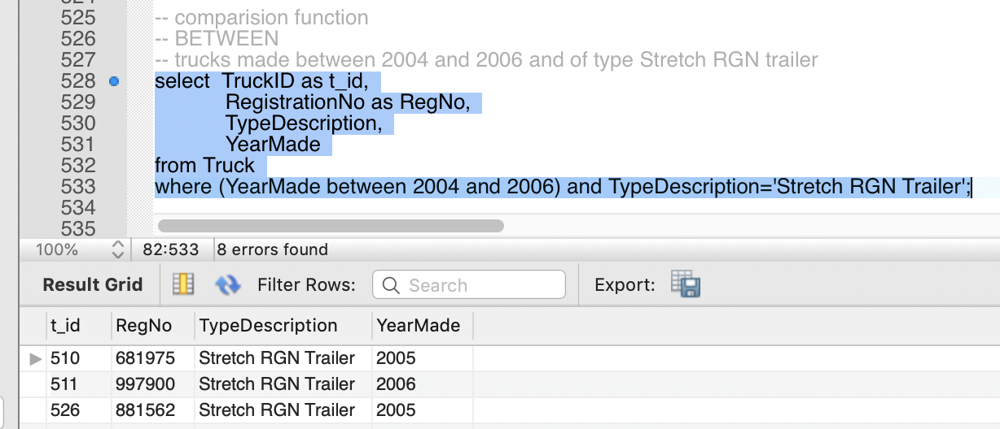 525 -- comparision function
526 -- BETWEEN
527 -- trucks made between 2004 and 2006 and of type Stretch RGN trailer
528 select TruckID as t_id,
529 RegistrationNo as RegNo,
530 TypeDescription,
531 YearMade
532 from Truck
533 where (YearMade between 2004 and 2006) and TypeDescription='Stretch RGN Trailer';
534
535
100% 82:533 8 errors found
Result Grid Filter Rows: Search Export:
t_id RegNo TypeDescription YearMade
510 681975 Stretch RGN Trailer 2005
511 997900 Stretch RGN Trailer 2006
526 881562 Stretch RGN Trailer 2005